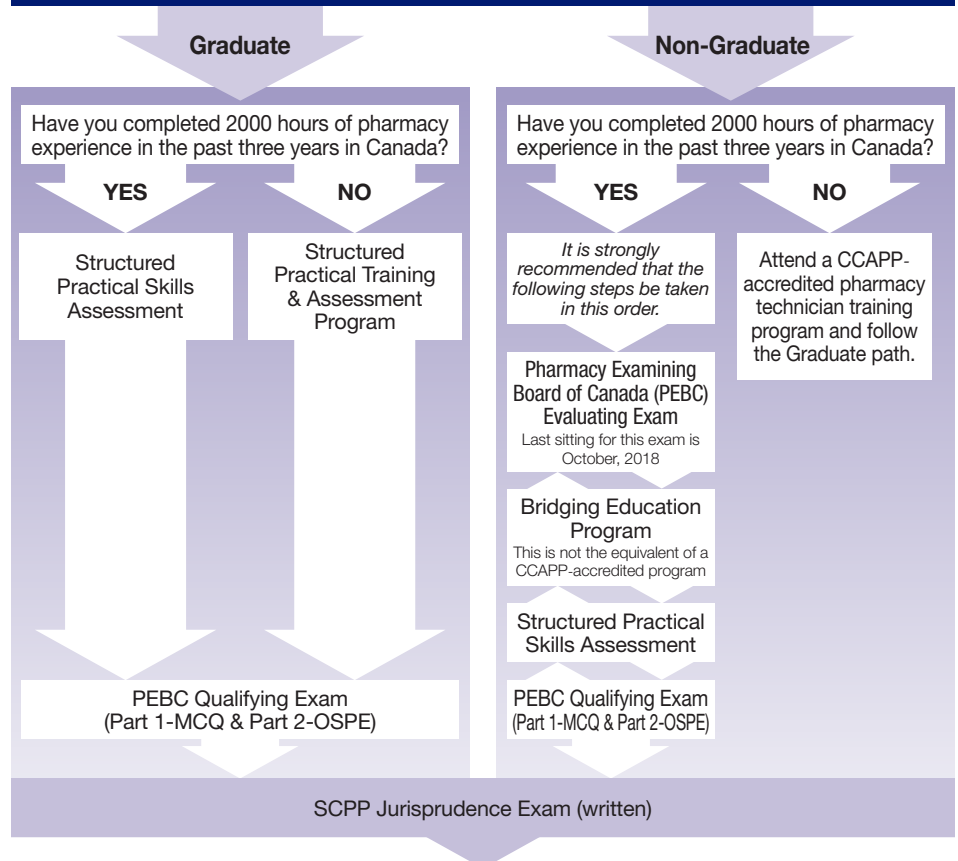 Graduate
Have you completed 2000 hours of pharmacy
experience in the past three years in Canada?
YES
NO
Structured
Practical Skills
Assessment
Structured
Practical Training
& Assessment
Program
PEBC Qualifying Exam
(Part 1-MCQ & Part 2-OSPE)
Non-Graduate
Have you completed 2000 hours of pharmacy
experience in the past three years in Canada?
YES
NO
It is strongly
recommended that the
following steps be taken
in this order.
Attend a CCAPP-
accredited pharmacy
technician training
program and follow
the Graduate path.
Pharmacy Examining
Board of Canada (PEBC)
Evaluating Exam
Last sitting for this exam is
October, 2018
Bridging Education
Program
This is not the equivalent of a
CCAPP-accredited program
Structured Practical
Skills Assessment
PEBC Qualifying Exam
(Part 1-MCQ & Part 2-OSPE)
SCPP Jurisprudence Exam (written)